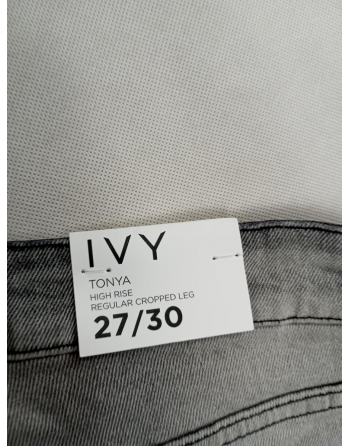 IVY
TONYA
HIGH RISE
REGULAR CROPPED LEG
27/30